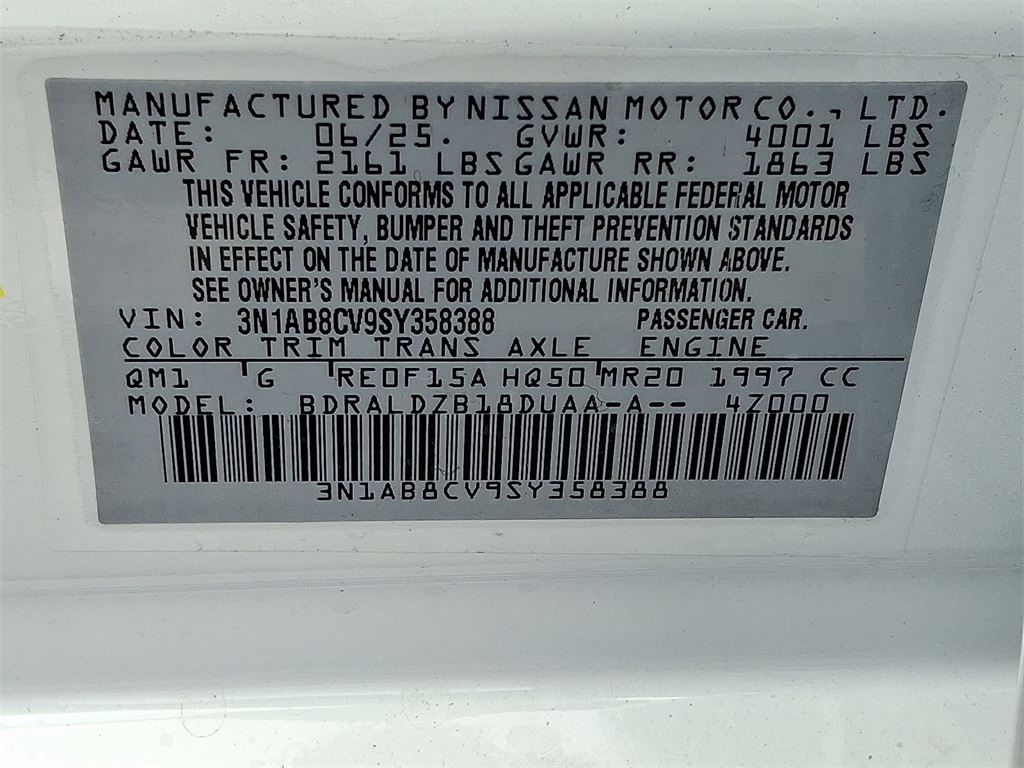 MANUFACTURED BY NISSAN MOTOR CO., LTD.
DATE: 06/25. GVWR: 4001 LBS
GAWR FR: 2161 LBS GAWR RR: 1863 LBS
THIS VEHICLE CONFORMS TO ALL APPLICABLE FEDERAL MOTOR
VEHICLE SAFETY, BUMPER AND THEFT PREVENTION STANDARDS
IN EFFECT ON THE DATE OF MANUFACTURE SHOWN ABOVE.
SEE OWNER'S MANUAL FOR ADDITIONAL INFORMATION.
VIN: 3N1AB8CV9SY358388 PASSENGER CAR.
COLOR TRIM TRANS AXLE ENGINE
QM1 G RE0F15A HQ50 MR20 1997 CC
MODEL: BDRALDZB18DUAA-A-- 4Z000
3N1AB8CV9SY358388